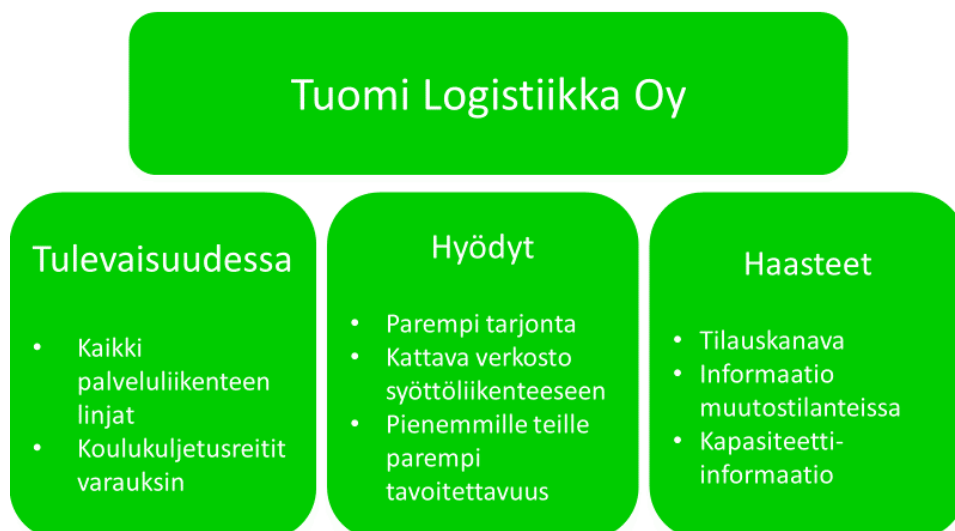 Tuomi Logistiikka Oy
Tulevaisuudessa
• Kaikki
palveluliikenteen
linjat
• Koulukuljetusreitit
varauksin
Hyödyt
• Parempi tarjonta
• Kattava verkosto
syöttöliikenteeseen
• Pienemmille teille
parempi
tavoitettavuus
Haasteet
• Tilauskanava
• Informaatio
muutostilanteissa
• Kapasiteetti-
informaatio